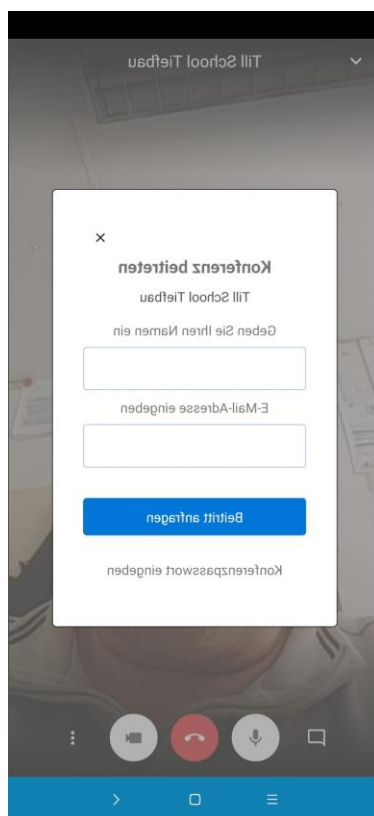 Till School Tiefbau
Konferenz beitreten
Till School Tiefbau
Geben Sie Ihren Namen ein
E-Mail-Adresse eingeben
Beitritt anfragen
Konferenzpasswort eingeben